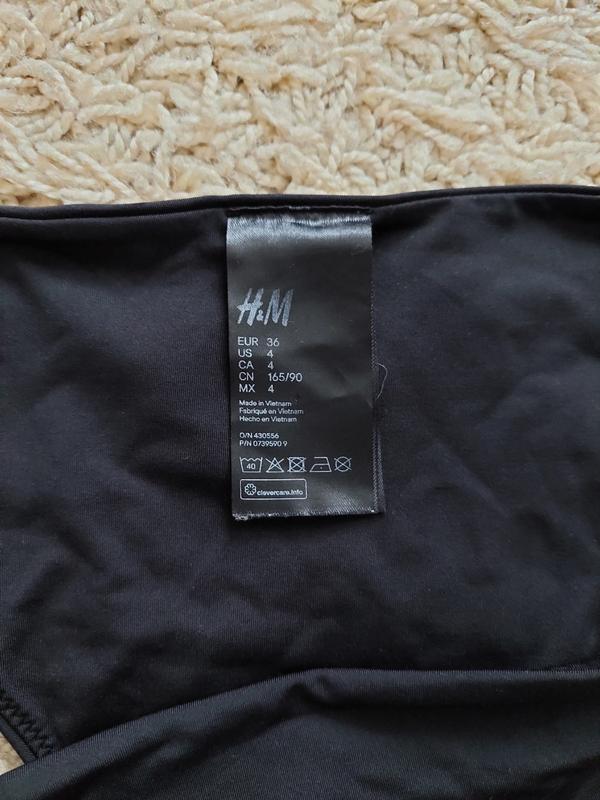 H&M
EUR 36
US 4
CA 4
CN 165/90
MX 4
Made in Vietnam
Fabriqué en Vietnam
Hecho en Vietnam
O/N 430556
P/N 0739590 9
40
clevercare.info